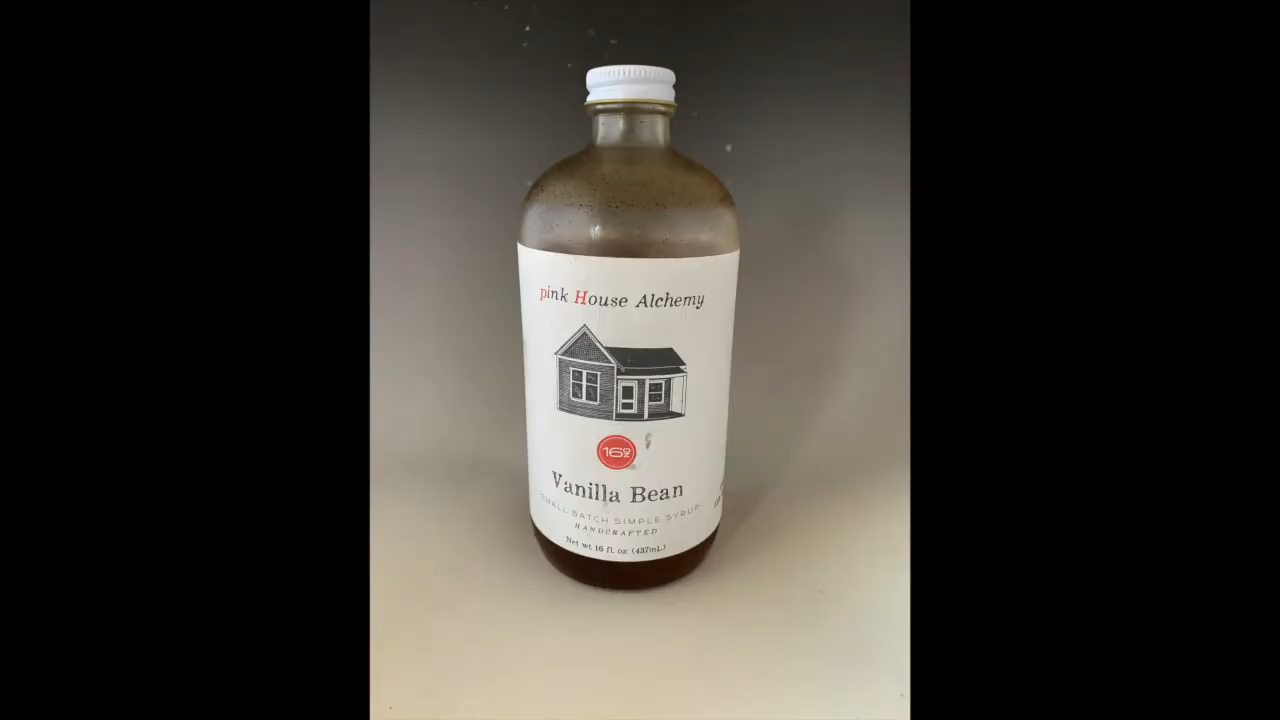 pink House Alchemy
16oz
Vanilla Bean
SMALL BATCH SIMPLE SYRUP
HANDCRAFTED
Net wt 16 fl. oz. (437mL)